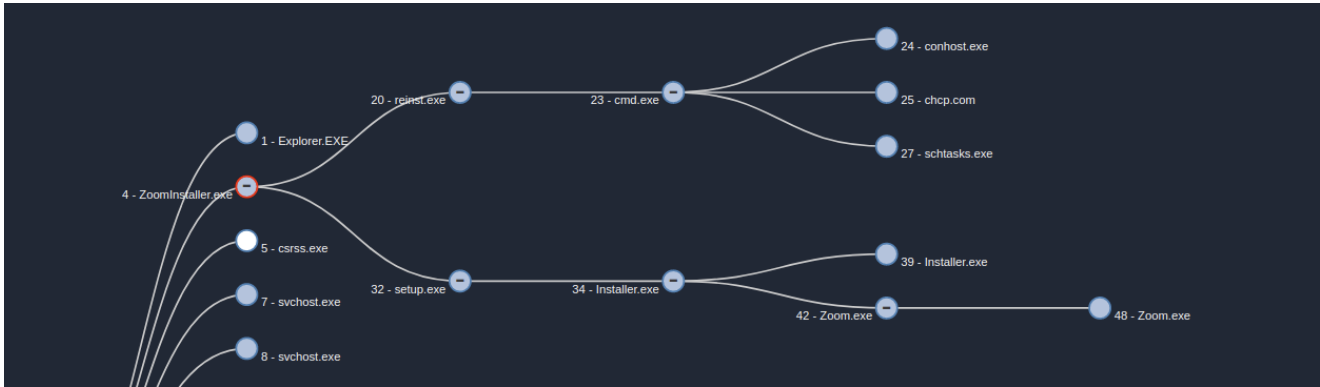 24 - conhost.exe
20 - reinst.exe
23 - cmd.exe
25 - chcp.com
1 - Explorer.EXE
27 - schtasks.exe
4 - ZoomInstaller.exe
5 - csrss.exe
39 - Installer.exe
32 - setup.exe
34 - Installer.exe
7 - svchost.exe
42 - Zoom.exe
48 - Zoom.exe
8 - svchost.exe